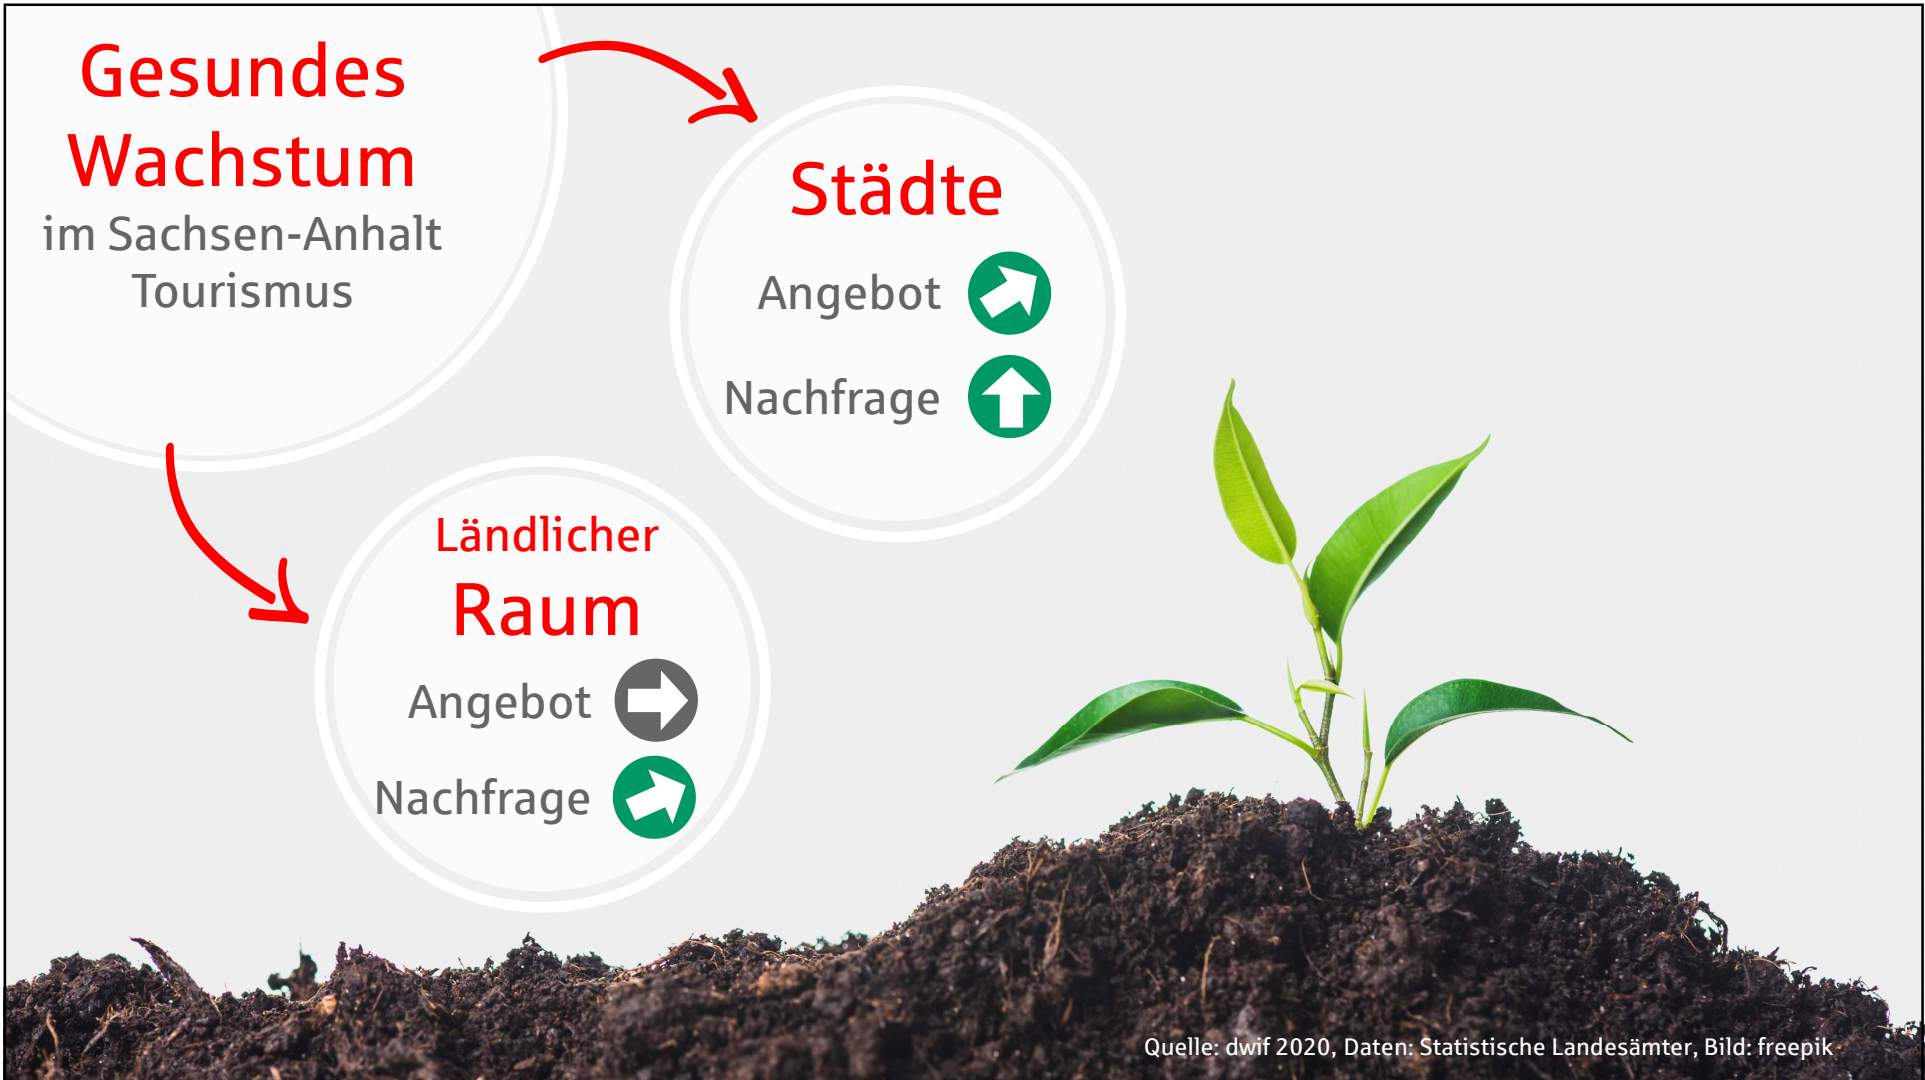 Gesundes
Wachstum
im Sachsen-Anhalt
Tourismus
Städte
Angebot
Nachfrage
Ländlicher
Raum
Angebot
Nachfrage
Quelle: dwif 2020, Daten: Statistische Landesämter, Bild: freepik